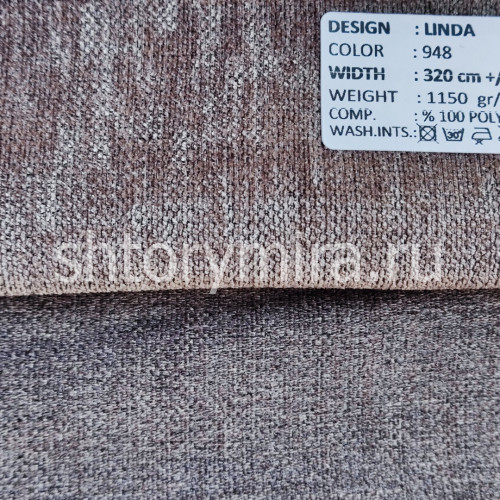 DESIGN : LINDA
COLOR : 948
WIDTH : 320 cm +/
WEIGHT : 1150 gr/
COMP. : % 100 POLY
WASH.INTS.:
shtorymira.ru